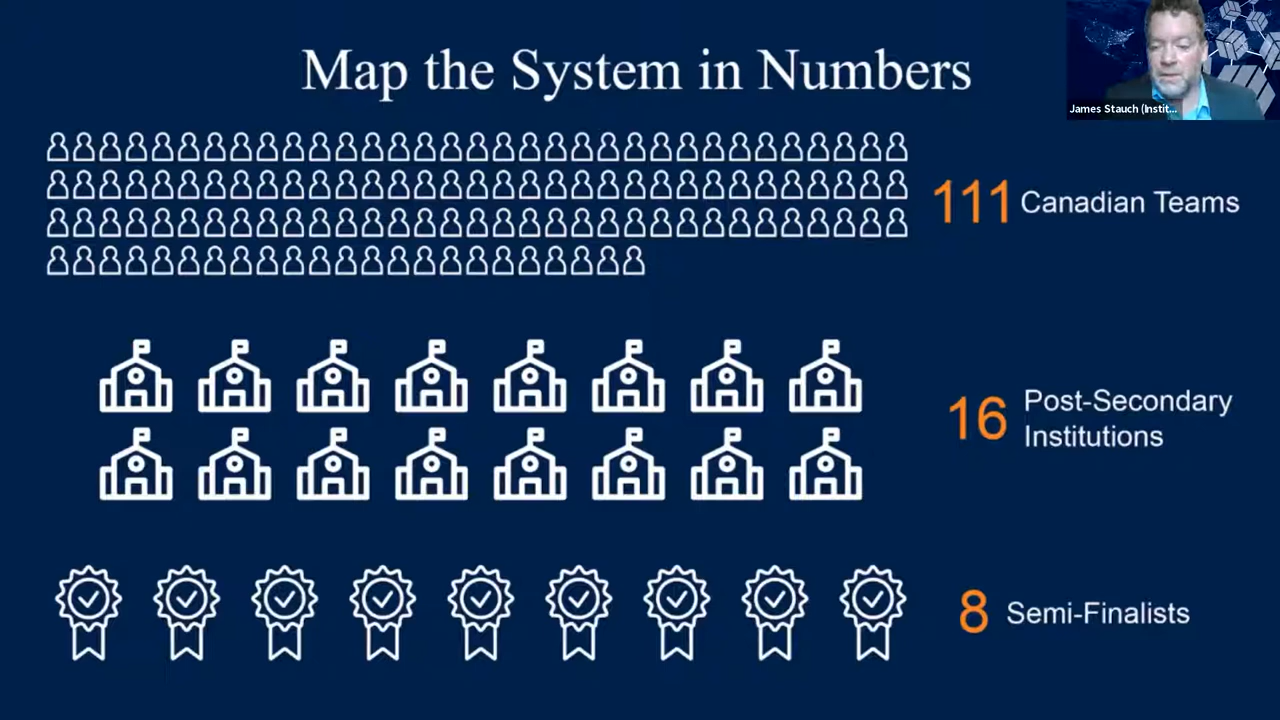 Map the System in Numbers
James Stauch (Instit...
111 Canadian Teams
16 Post-Secondary
Institutions
8 Semi-Finalists